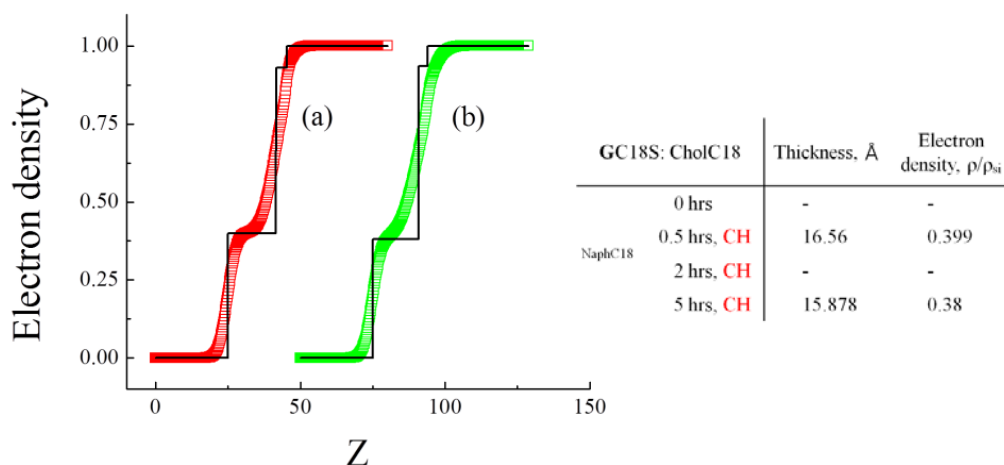 Electron density
1.00
0.75
0.50
0.25
0.00
(a)
(b)
0
50
100
150
Z
GC18S: CholC18 Thickness, Å Electron density, ρ/ρsi
NaphC18
0 hrs - -
0.5 hrs, CH 16.56 0.399
2 hrs, CH - -
5 hrs, CH 15.878 0.38